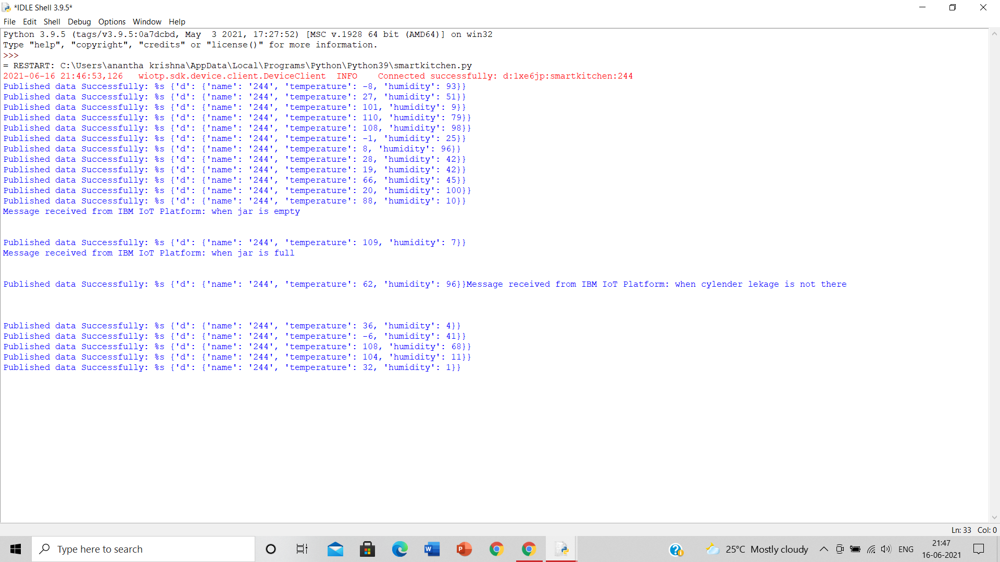 *IDLE Shell 3.9.5*
File Edit Shell Debug Options Window Help
Python 3.9.5 (tags/v3.9.5:0a7dcbd, May  3 2021, 17:27:52) [MSC v.1928 64 bit (AMD64)] on win32
Type "help", "copyright", "credits" or "license()" for more information.
>>>
= RESTART: C:\Users\anantha krishna\AppData\Local\Programs\Python\Python39\smartkitchen.py
2021-06-16 21:46:53,126   wiotp.sdk.device.client.DeviceClient  INFO    Connected successfully: d:1xe6jp:smartkitchen:244
Published data Successfully: %s {'d': {'name': '244', 'temperature': -8, 'humidity': 93}}
Published data Successfully: %s {'d': {'name': '244', 'temperature': 27, 'humidity': 51}}
Published data Successfully: %s {'d': {'name': '244', 'temperature': 101, 'humidity': 9}}
Published data Successfully: %s {'d': {'name': '244', 'temperature': 110, 'humidity': 79}}
Published data Successfully: %s {'d': {'name': '244', 'temperature': 108, 'humidity': 98}}
Published data Successfully: %s {'d': {'name': '244', 'temperature': -1, 'humidity': 25}}
Published data Successfully: %s {'d': {'name': '244', 'temperature': 8, 'humidity': 96}}
Published data Successfully: %s {'d': {'name': '244', 'temperature': 28, 'humidity': 42}}
Published data Successfully: %s {'d': {'name': '244', 'temperature': 19, 'humidity': 42}}
Published data Successfully: %s {'d': {'name': '244', 'temperature': 66, 'humidity': 45}}
Published data Successfully: %s {'d': {'name': '244', 'temperature': 20, 'humidity': 100}}
Published data Successfully: %s {'d': {'name': '244', 'temperature': 88, 'humidity': 10}}
Message received from IBM IoT Platform: when jar is empty
Published data Successfully: %s {'d': {'name': '244', 'temperature': 109, 'humidity': 7}}
Message received from IBM IoT Platform: when jar is full
Published data Successfully: %s {'d': {'name': '244', 'temperature': 62, 'humidity': 96}}Message received from IBM IoT Platform: when cylender lekage is not there
Published data Successfully: %s {'d': {'name': '244', 'temperature': 36, 'humidity': 4}}
Published data Successfully: %s {'d': {'name': '244', 'temperature': -6, 'humidity': 41}}
Published data Successfully: %s {'d': {'name': '244', 'temperature': 108, 'humidity': 68}}
Published data Successfully: %s {'d': {'name': '244', 'temperature': 104, 'humidity': 11}}
Published data Successfully: %s {'d': {'name': '244', 'temperature': 32, 'humidity': 1}}
Ln: 33 Col: 0
Type here to search
25°C Mostly cloudy
ENG
21:47
16-06-2021